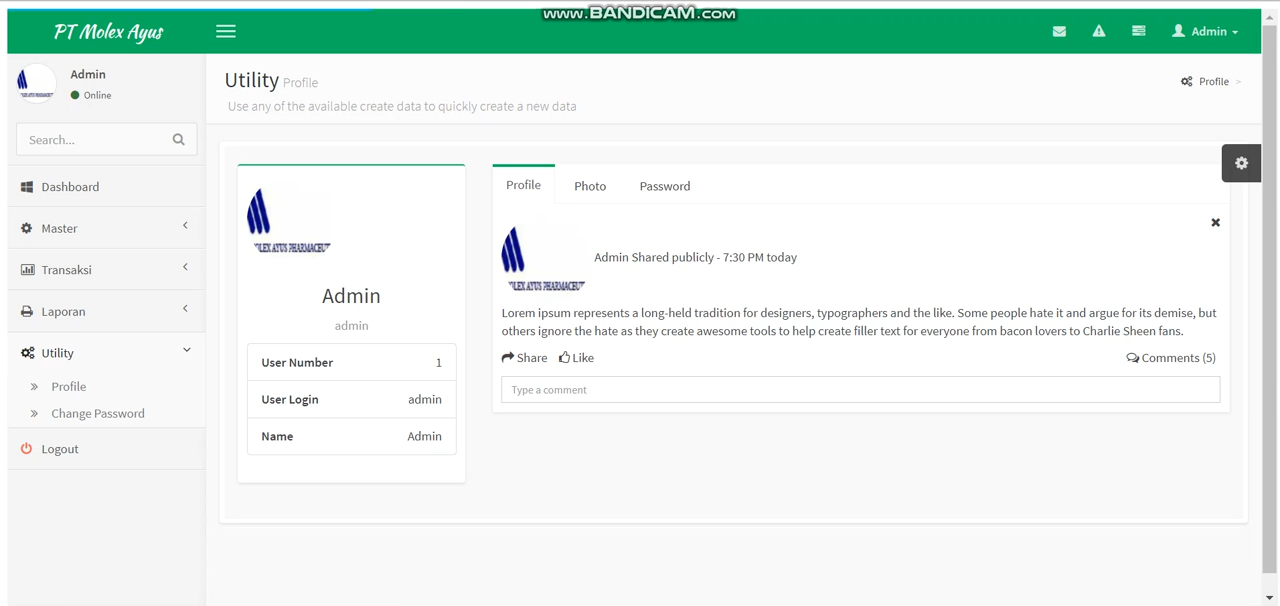 www.BANDICAM.com
PT Molex Ayus
Admin
Admin
Online
Search...
Dashboard
Master
Transaksi
Laporan
Utility
Profile
Change Password
Logout
Utility Profile
Use any of the available create data to quickly create a new data
Profile >
Admin
admin
User Number 1
User Login admin
Name Admin
Profile Photo Password
Admin Shared publicly - 7:30 PM today
Lorem ipsum represents a long-held tradition for designers, typographers and the like. Some people hate it and argue for its demise, but
others ignore the hate as they create awesome tools to help create filler text for everyone from bacon lovers to Charlie Sheen fans.
Share Like Comments (5)
Type a comment